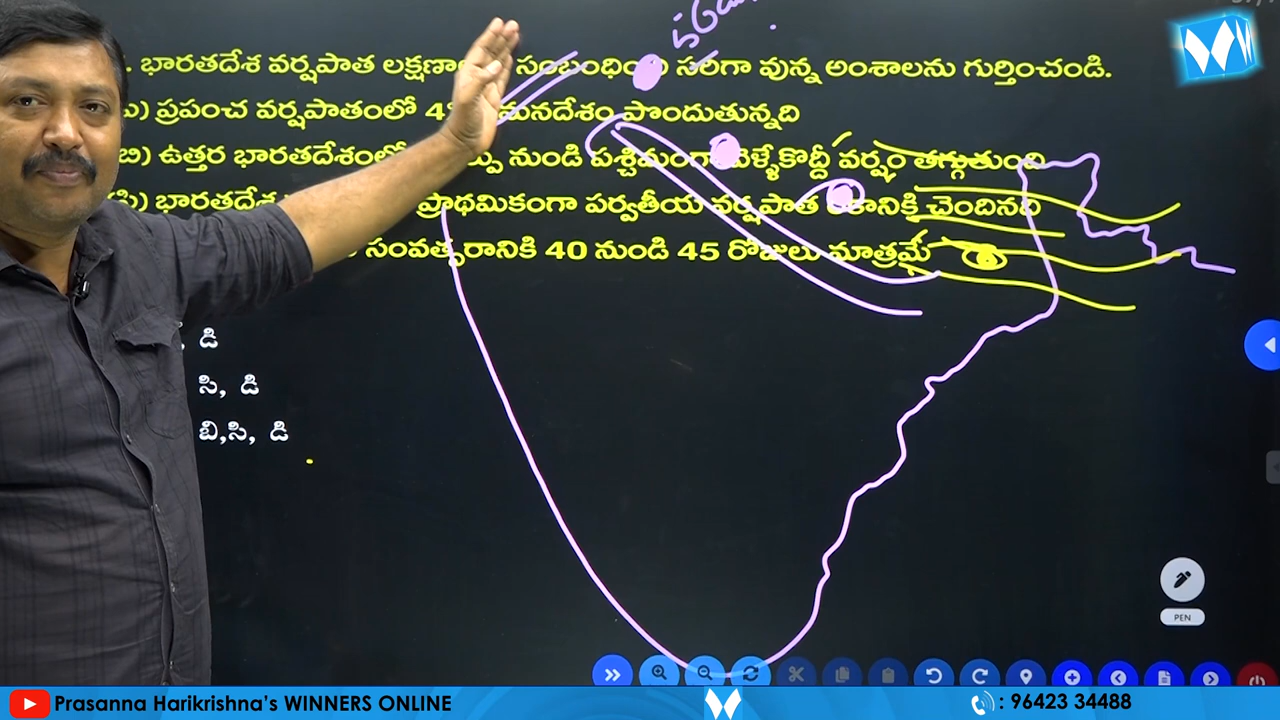 . భారతదేశ వర్షపాత లక్షణాల సంబంధించి సరిగా వున్న అంశాలను గుర్తించండి.
) ప్రపంచ వర్షపాతంలో 4 మనదేశం పొందుతున్నది
బి) ఉత్తర భారతదేశంలో నుండి పశ్చిమంగా వెళ్ళేకొద్దీ వర్షం తగ్గుతుంది
సి) భారతదేశ ప్రాథమికంగా పర్వతీయ వర్షపాత రకానికి చెందినది
సంవత్సరానికి 40 నుండి 45 రోజులు మాత్రమే
, డి
సి, డి
బి,సి, డి
PEN
Prasanna Harikrishna's WINNERS ONLINE
: 96423 34488